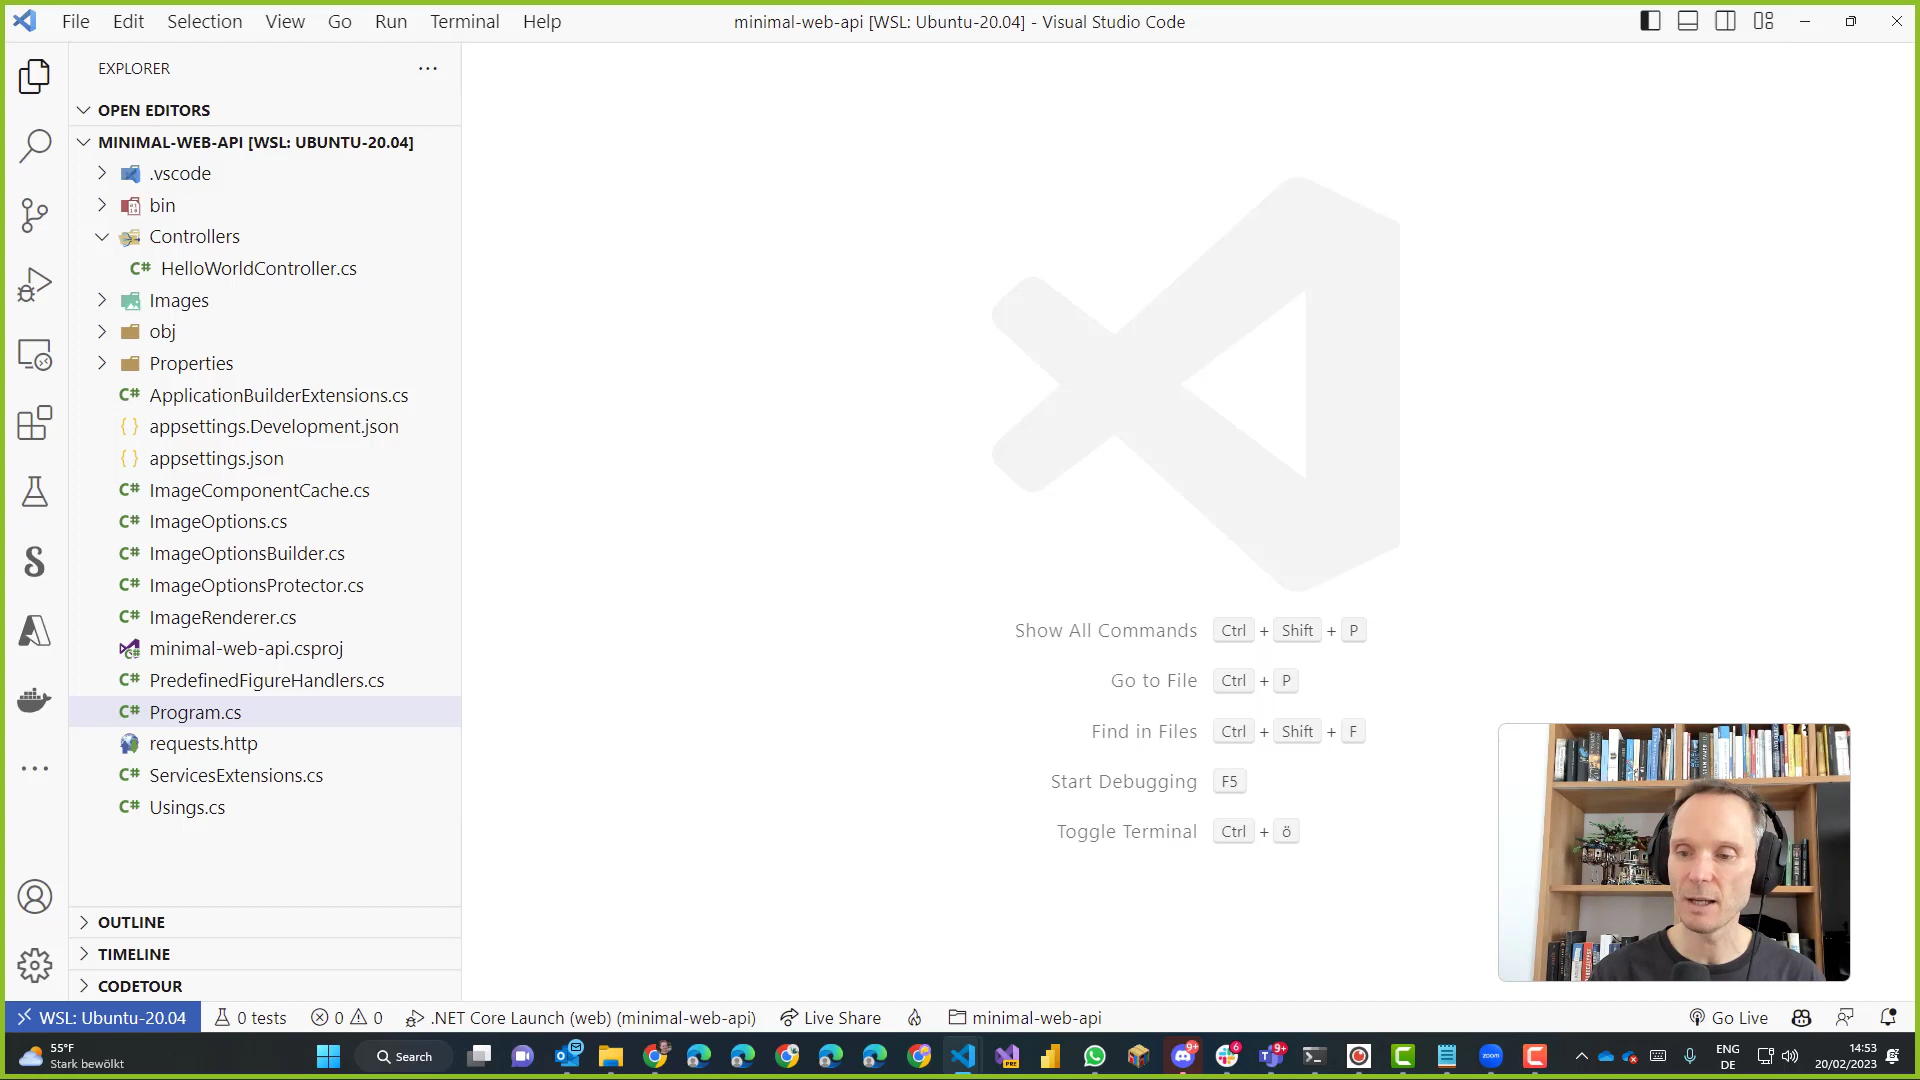 File Edit Selection View Go Run Terminal Help
minimal-web-api [WSL: Ubuntu-20.04] - Visual Studio Code
EXPLORER
OPEN EDITORS
MINIMAL-WEB-API [WSL: UBUNTU-20.04]
.vscode
bin
Controllers
C# HelloWorldController.cs
Images
obj
Properties
C# ApplicationBuilderExtensions.cs
{ } appsettings.Development.json
{ } appsettings.json
C# ImageComponentCache.cs
C# ImageOptions.cs
C# ImageOptionsBuilder.cs
C# ImageOptionsProtector.cs
C# ImageRenderer.cs
minimal-web-api.csproj
C# PredefinedFigureHandlers.cs
C# Program.cs
requests.http
C# ServicesExtensions.cs
C# Usings.cs
OUTLINE
TIMELINE
CODETOUR
Show All Commands Ctrl + Shift + P
Go to File Ctrl + P
Find in Files Ctrl + Shift + F
Start Debugging F5
Toggle Terminal Ctrl + ö
WSL: Ubuntu-20.04 0 tests 0 0 .NET Core Launch (web) (minimal-web-api) Live Share minimal-web-api Go Live
55°F
Stark bewölkt
Search
PRE
9+
6
9+
zoom
ENG
DE
14:53
20/02/2023